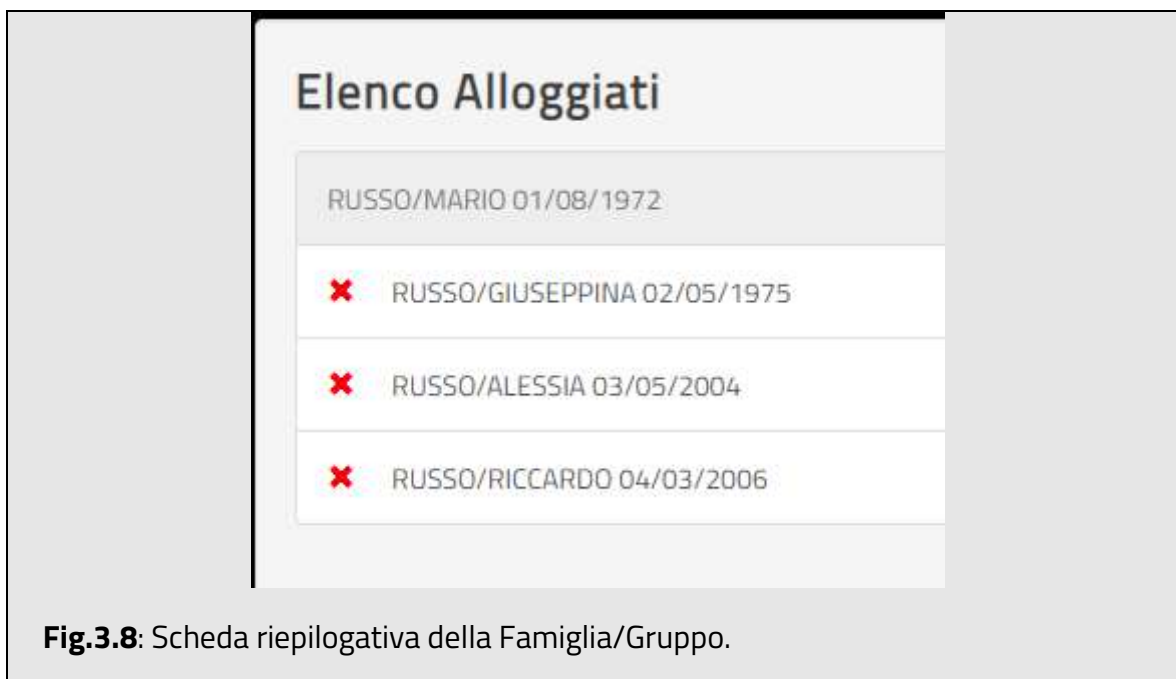 Elenco Alloggiati
RUSSO/MARIO 01/08/1972
RUSSO/GIUSEPPINA 02/05/1975
RUSSO/ALESSIA 03/05/2004
RUSSO/RICCARDO 04/03/2006
Fig.3.8: Scheda riepilogativa della Famiglia/Gruppo.